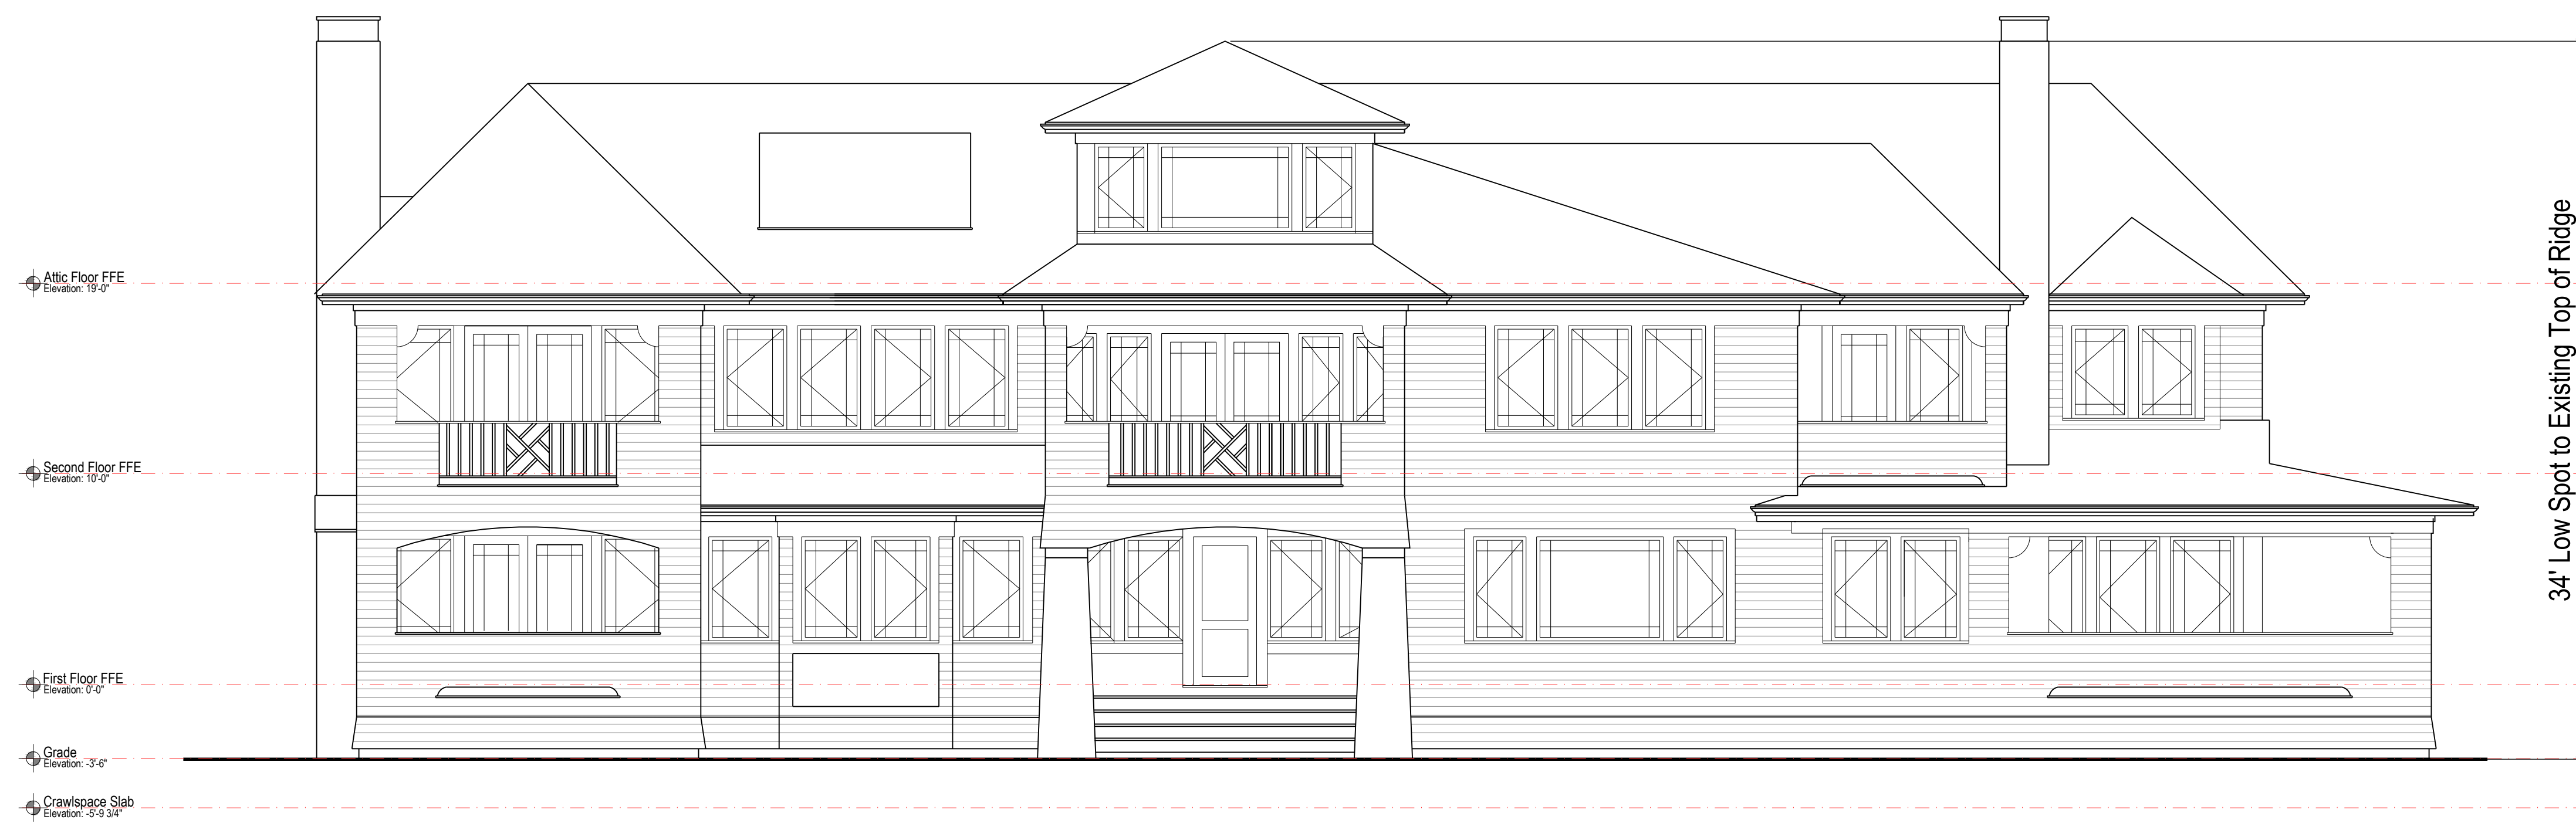 Attic Floor FFE
Elevation: 19'-0"
Second Floor FFE
Elevation: 10'-0"
First Floor FFE
Elevation: 0'-0"
Grade
Elevation: -3'-6"
Crawlspace Slab
Elevation: -5'-9 3/4"
34' Low Spot to Existing Top of Ridge